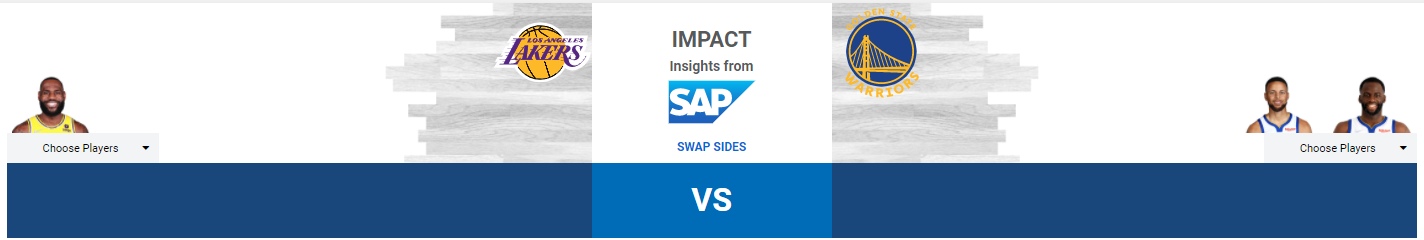 LOS ANGELES
LAKERS
GOLDEN STATE
WARRIORS
IMPACT
Insights from
SAP
SWAP SIDES
Choose Players
Choose Players
VS